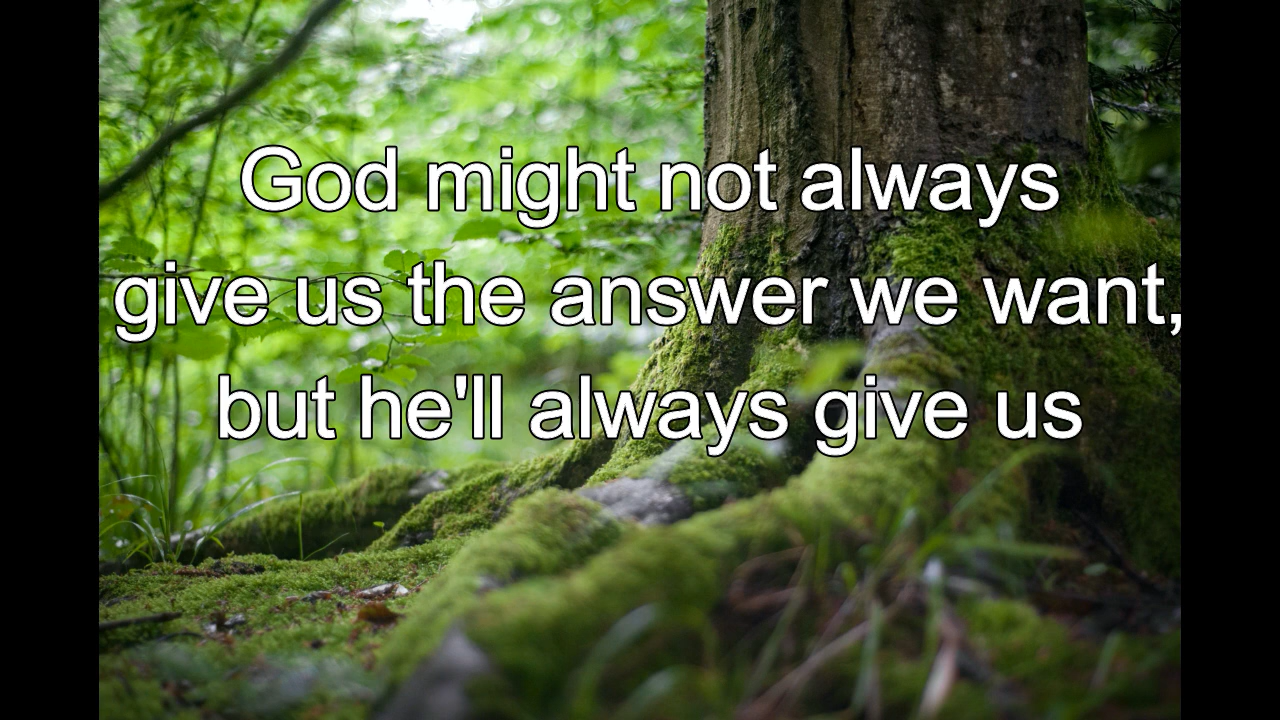 God might not always
give us the answer we want,
but he'll always give us